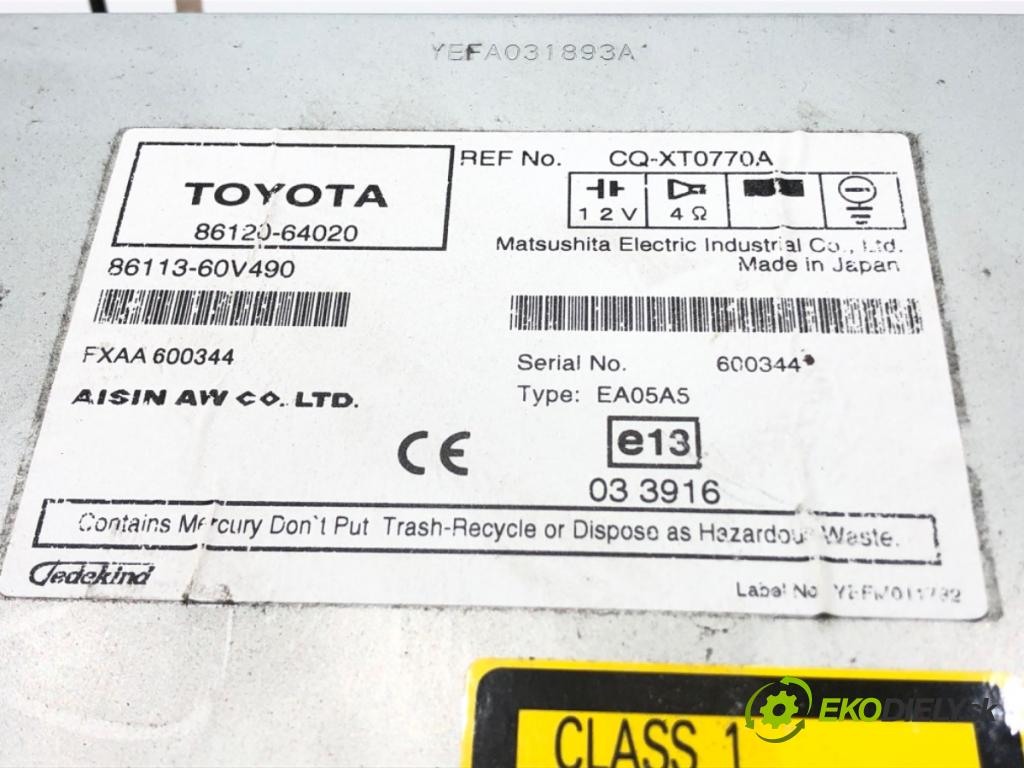 YEFA031893A
TOYOTA
86120-64020
86113-60V490
REF No. CQ-XT0770A
12V 4Ω
Matsushita Electric Industrial Co., Ltd.
Made in Japan
FXAA 600344
AISIN AW CO. LTD.
Serial No. 600344
Type: EA05A5
CE
e13
03 3916
Contains Mercury Don't Put Trash-Recycle or Dispose as Hazardous Waste.
Label No
CLASS 1
EKODIELY.SK